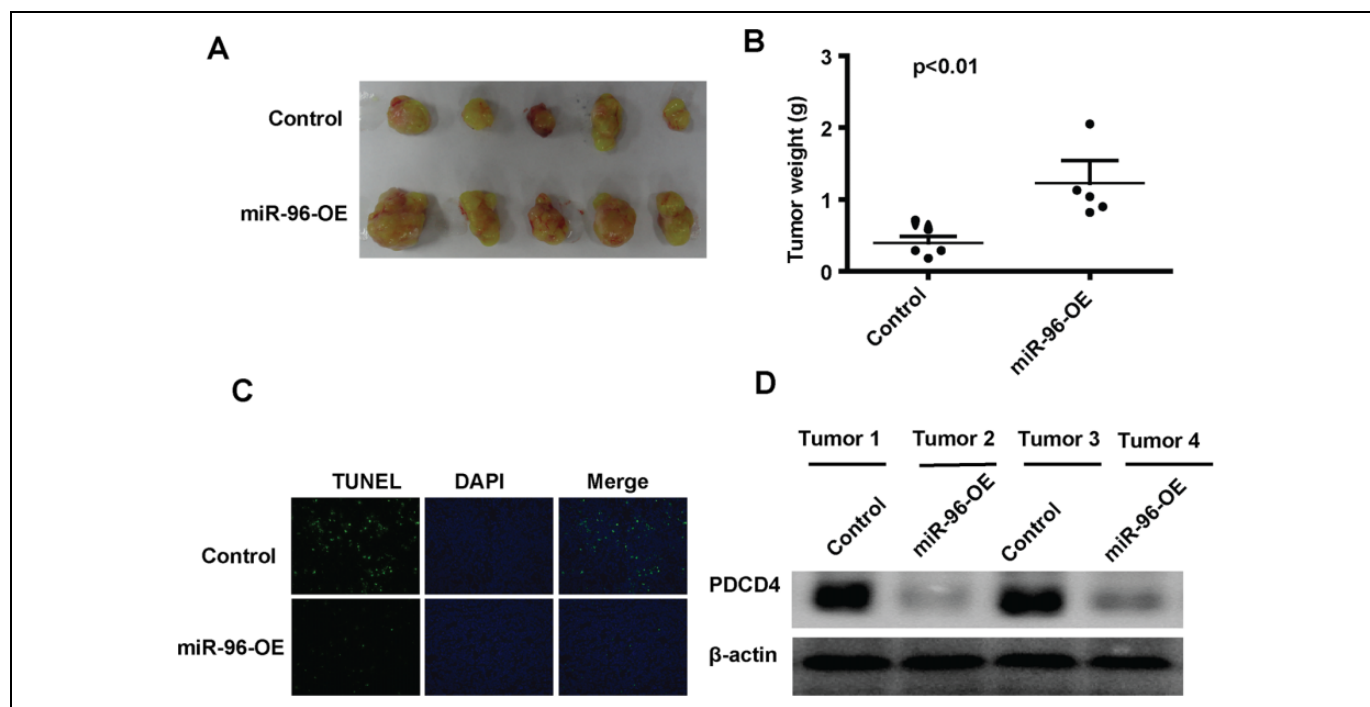 A
Control
miR-96-OE
B
3
2
1
0
Tumor weight (g)
p<0.01
Control
miR-96-OE
C
TUNEL DAPI Merge
Control
miR-96-OE
D
Tumor 1 Tumor 2 Tumor 3 Tumor 4
Control miR-96-OE Control miR-96-OE
PDCD4
β-actin